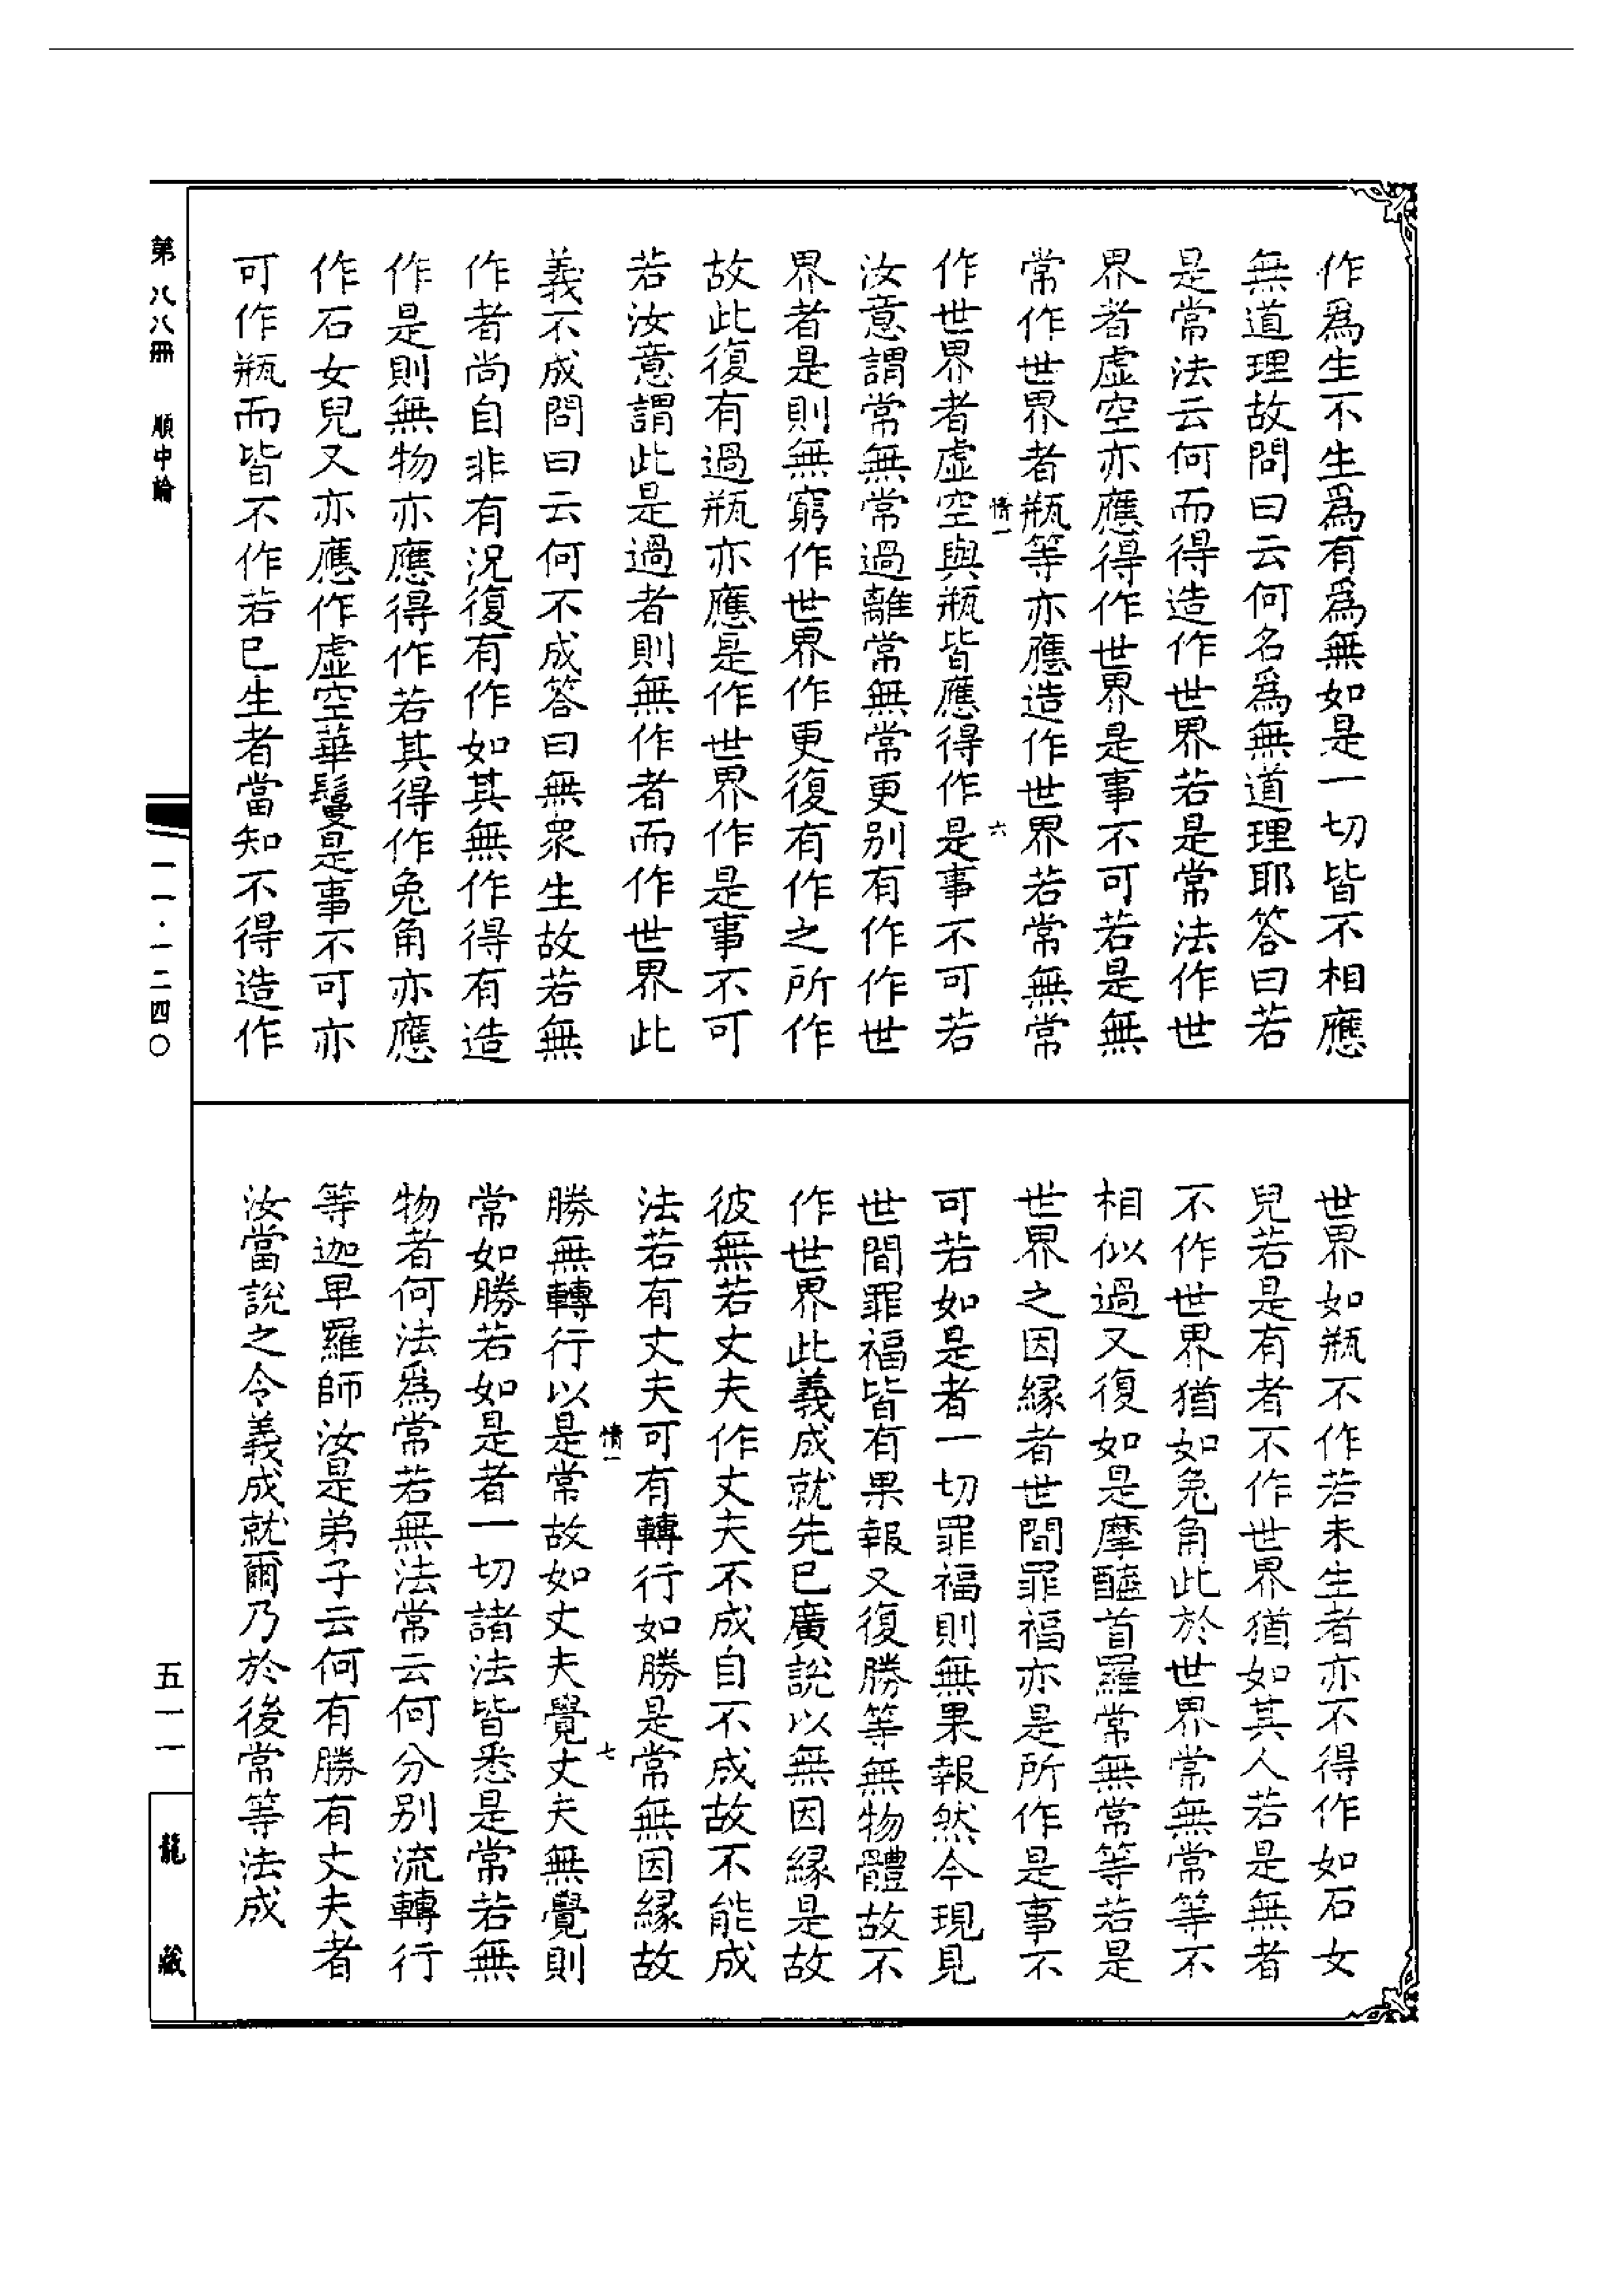 作爲生不生爲有爲無如是一切皆不相應
無道理故問曰云何名爲無道理耶答曰若
是常法云何而得造作世界若是常法作世
界者虛空亦應得作世界是事不可若是無
常作世界者瓶等亦應造作世界若常無常
情一
六
作世界者虛空與瓶皆應得作是事不可若
汝意謂常無常過離常無常更別有作作世
界者是則無窮作世界作更復有作之所作
故此復有過瓶亦應是作世界作是事不可
若汝意謂此是過者則無作者而作世界此
義不成問曰云何不成答曰無衆生故若無
作者尚自非有況復有作如其無作得有造
作是則無物亦應得作若其得作兔角亦應
作石女兒又亦應作虛空華鬘是事不可亦
可作瓶而皆不作若已生者當知不得造作
世界如瓶不作若未生者亦不得作如石女
兒若是有者不作世界猶如其人若是無者
不作世界猶如兔角此於世界常無常等不
相似過又復如是摩醯首羅常無常等若是
世界之因緣者世間罪福亦是所作是事不
可若如是者一切罪福則無果報然今現見
世間罪福皆有果報又復勝等無物體故不
作世界此義成就先已廣說以無因緣是故
彼無若丈夫作丈夫不成自不成故不能成
法若有丈夫可有轉行如勝是常無因緣故
情一
七
勝無轉行以是常故如丈夫覺丈夫無覺則
常如勝若如是者一切諸法皆悉是常若無
物者何法爲常若無法常云何分別流轉行
等迦毘羅師汝是弟子云何有勝有丈夫者
汝當說之令義成就爾乃於後常等法成
第八八冊
順中論
一一·一二四〇
五一一
龍藏